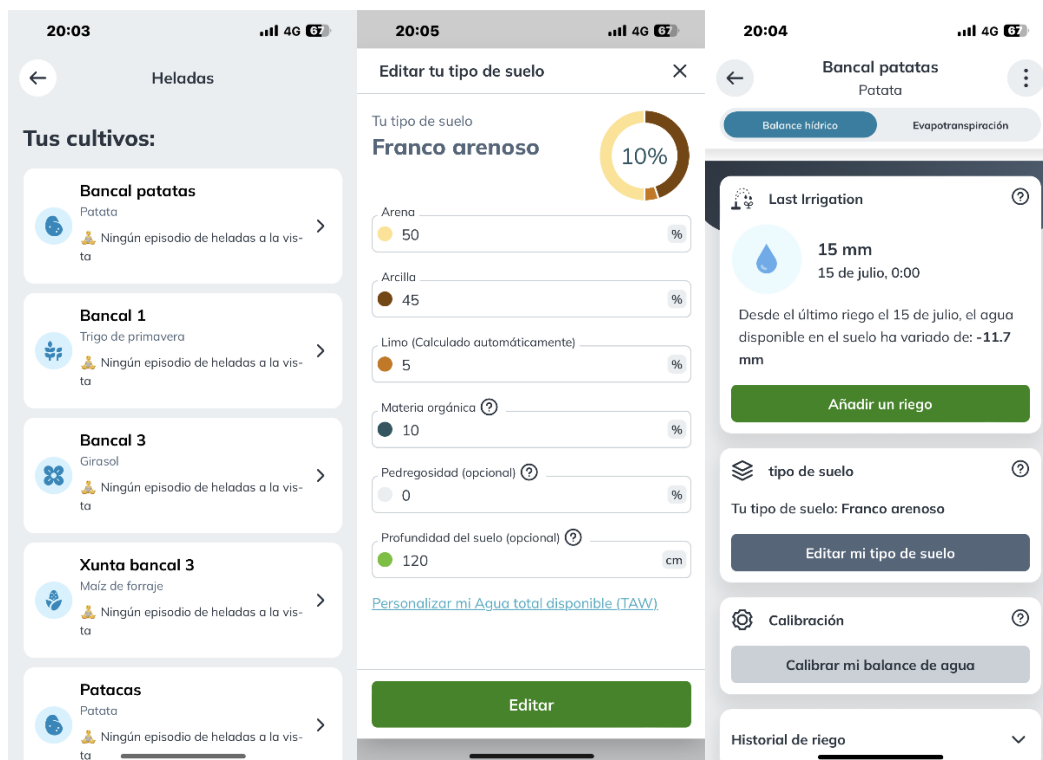 20:03
4G 67
Heladas
Tus cultivos:
Bancal patatas
Patata
Ningún episodio de heladas a la vis-
ta
Bancal 1
Trigo de primavera
Ningún episodio de heladas a la vis-
ta
Bancal 3
Girasol
Ningún episodio de heladas a la vis-
ta
Xunta bancal 3
Maíz de forraje
Ningún episodio de heladas a la vis-
ta
Patacas
Patata
Ningún episodio de heladas a la vis-
ta
20:05
4G 67
Editar tu tipo de suelo
Tu tipo de suelo
Franco arenoso
10%
Arena
50 %
Arcilla
45 %
Limo (Calculado automáticamente)
5 %
Materia orgánica ?
10 %
Pedregosidad (opcional) ?
0 %
Profundidad del suelo (opcional) ?
120 cm
Personalizar mi Agua total disponible (TAW)
Editar
20:04
4G 67
Bancal patatas
Patata
Balance hídrico Evapotranspiración
Last Irrigation ?
15 mm
15 de julio, 0:00
Desde el último riego el 15 de julio, el agua
disponible en el suelo ha variado de: -11.7
mm
Añadir un riego
tipo de suelo ?
Tu tipo de suelo: Franco arenoso
Editar mi tipo de suelo
Calibración ?
Calibrar mi balance de agua
Historial de riego